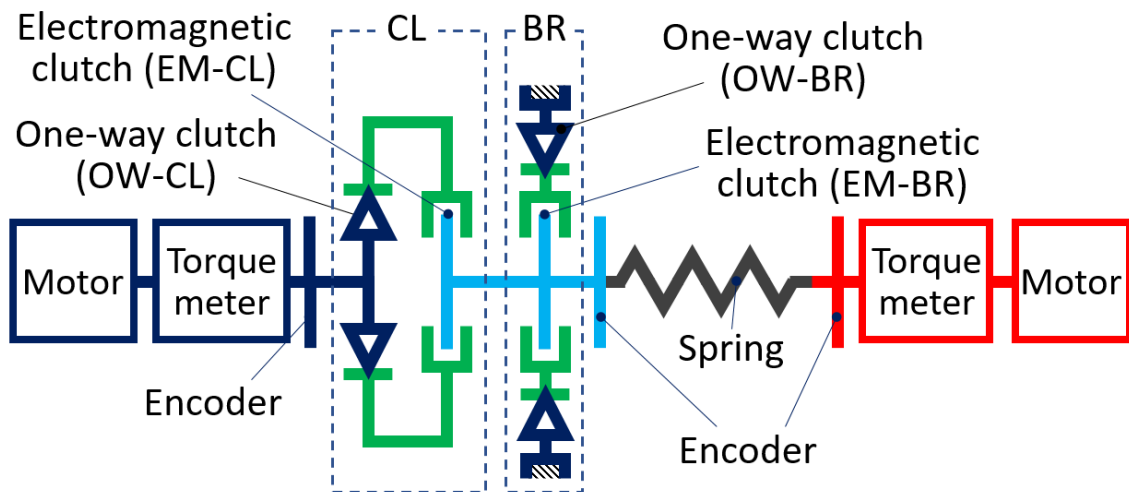 Electromagnetic
clutch (EM-CL)
CL
BR
One-way clutch
(OW-BR)
One-way clutch
(OW-CL)
Electromagnetic
clutch (EM-BR)
Motor
Torque
meter
Torque
meter
Motor
Spring
Encoder
Encoder